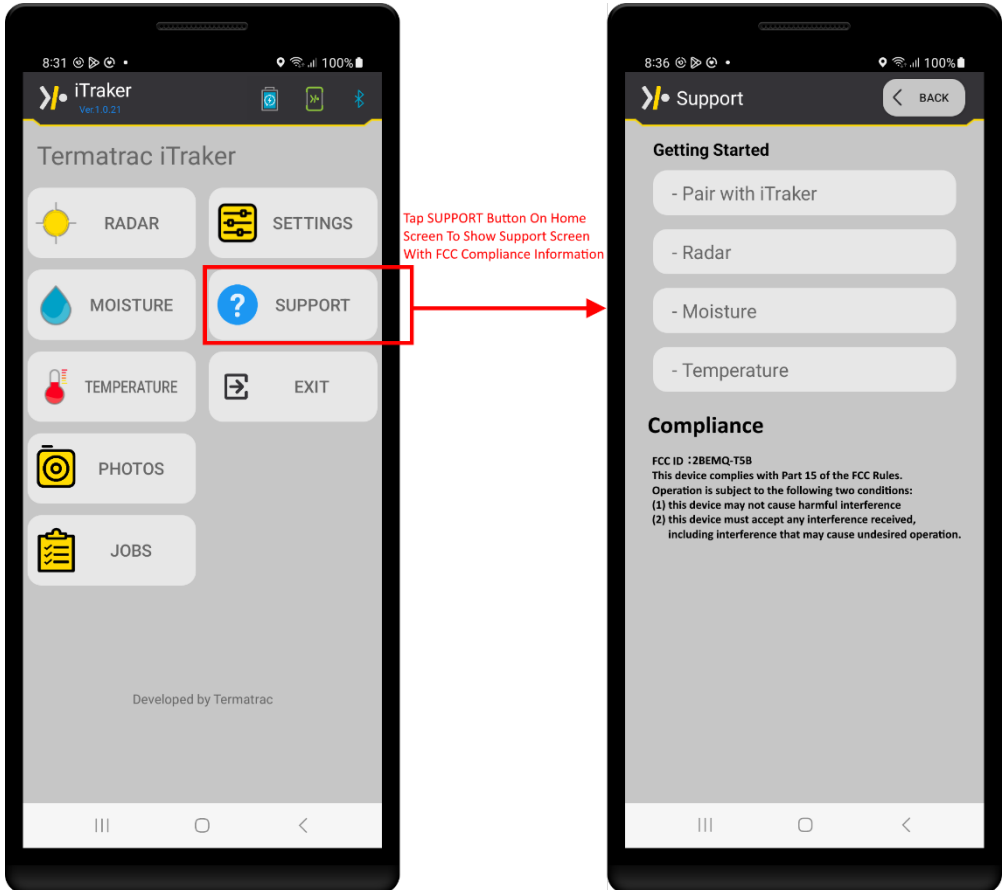 8:31
100%
iTraker
Ver.1.0.21
Termatrac iTraker
RADAR
SETTINGS
MOISTURE
? SUPPORT
TEMPERATURE
EXIT
PHOTOS
JOBS
Developed by Termatrac
Tap SUPPORT Button On Home
Screen To Show Support Screen
With FCC Compliance Information
8:36
100%
Support
BACK
Getting Started
- Pair with iTraker
- Radar
- Moisture
- Temperature
Compliance
FCC ID :2BEMQ-T5B
This device complies with Part 15 of the FCC Rules.
Operation is subject to the following two conditions:
(1) this device may not cause harmful interference
(2) this device must accept any interference received,
including interference that may cause undesired operation.